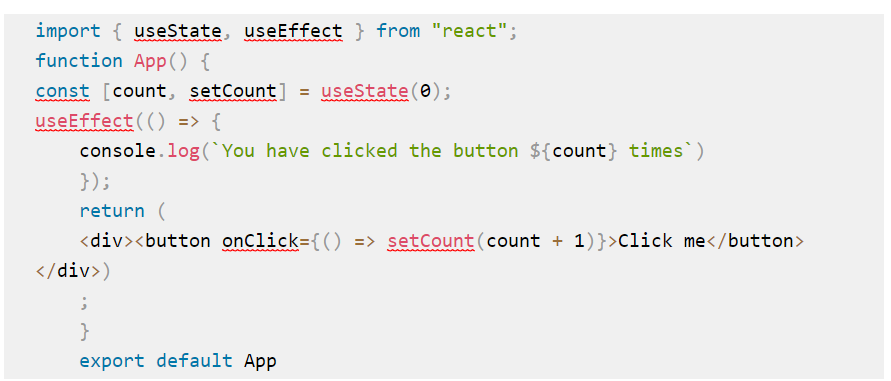 import { useState, useEffect } from "react";
function App() {
const [count, setCount] = useState(0);
useEffect(() => {
    console.log(`You have clicked the button ${count} times`)
    });
    return (
    <div><button onClick={() => setCount(count + 1)}>Click me</button>
</div>)
    ;
    }
    export default App